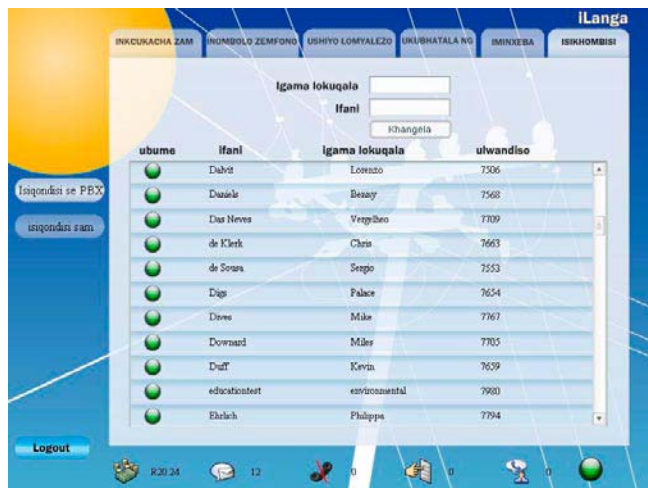 iLanga
INKCUKACHA ZAM INOMBOLO ZEMFONO USHIYO LOMYALEZO UKUBHATALA NG IMINXEBA ISIKHOMBISI
Igama lokuqala
Ifani
Khangela
ubume ifani igama lokuqala ulwandiso
Dalvit Lorenzo 7506
Daniels Benny 7568
Das Neves Vergelheo 7709
de Klerk Chris 7663
de Sousa Sergio 7553
Digs Palace 7654
Dives Mike 7767
Downard Miles 7705
Duff Kevin 7659
educationtest environmental 7980
Ehrlich Philippa 7794
Isiqondisi se PBX
isiqondisi sam
Logout
R20.24 12 0 0 0